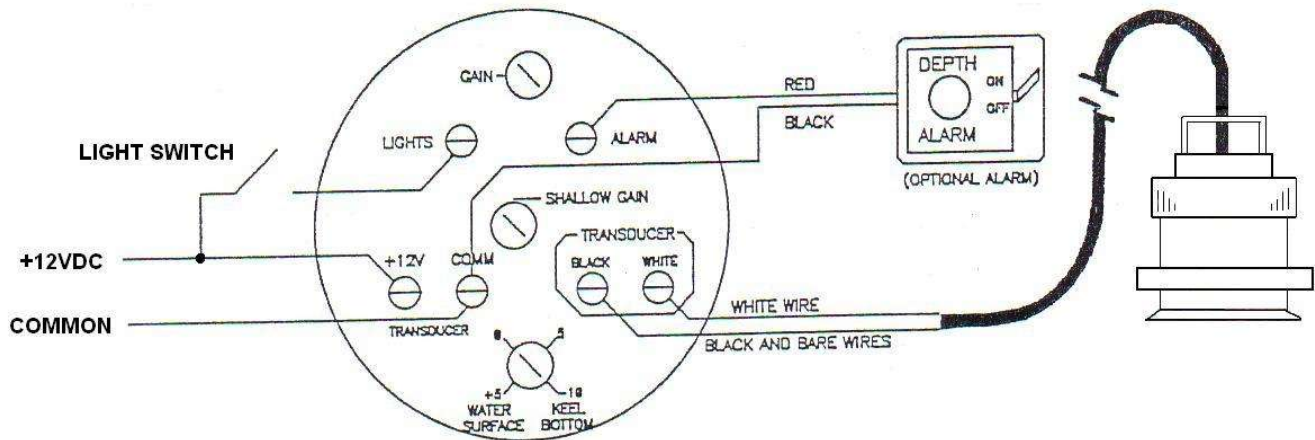 GAIN
LIGHTS
ALARM
RED
BLACK
DEPTH
ON
OFF
ALARM
(OPTIONAL ALARM)
LIGHT SWITCH
SHALLOW GAIN
TRANSDUCER
BLACK
WHITE
+12VDC
+12V
COMM
COMMON
TRANSDUCER
WHITE WIRE
BLACK AND BARE WIRES
0
5
+5
-10
WATER
SURFACE
KEEL
BOTTOM